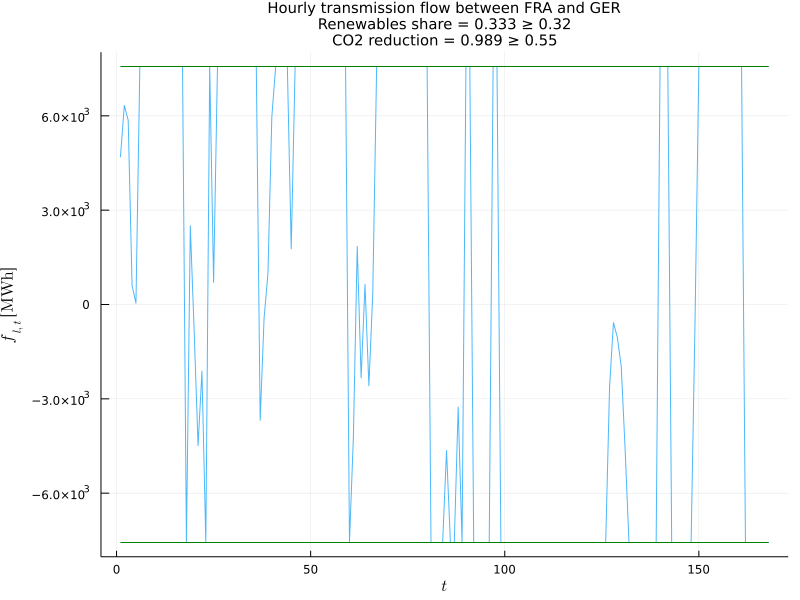 Hourly transmission flow between FRA and GER
Renewables share = 0.333 ≥ 0.32
CO2 reduction = 0.989 ≥ 0.55
6.0×10³
3.0×10³
0
−3.0×10³
−6.0×10³
f_{l,t} [MWh]
0 50 100 150
t